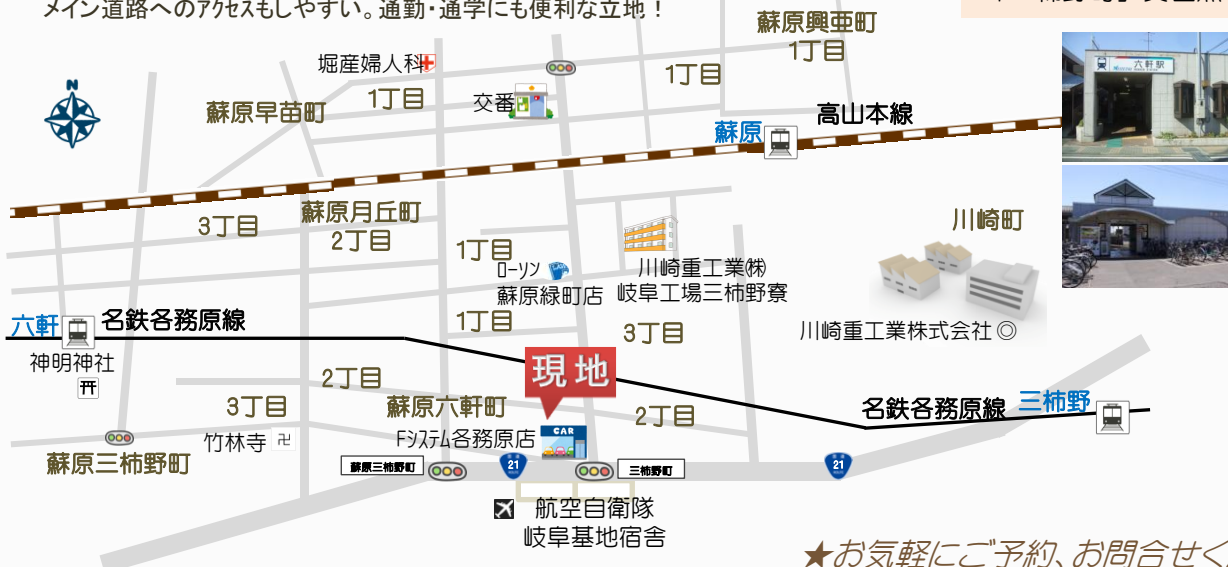 メイン道路へのアクセスもしやすい。通勤・通学にも便利な立地！
蘇原興亜町
1丁目
堀産婦人科
1丁目
1丁目
交番
N
蘇原早苗町
高山本線
蘇原
六軒駅
3丁目
蘇原月丘町
2丁目
川崎町
1丁目
ローソン
蘇原緑町店
川崎重工業㈱
岐阜工場三柿野寮
1丁目
3丁目
川崎重工業株式会社◎
六軒
名鉄各務原線
神明神社
現地
2丁目
3丁目
蘇原六軒町
2丁目
名鉄各務原線
三柿野
竹林寺
卍
Fシステム各務原店
CAR
蘇原三柿野町
蘇原三柿野町
21
三柿野町
21
航空自衛隊
岐阜基地宿舎
★お気軽にご予約、お問合せく